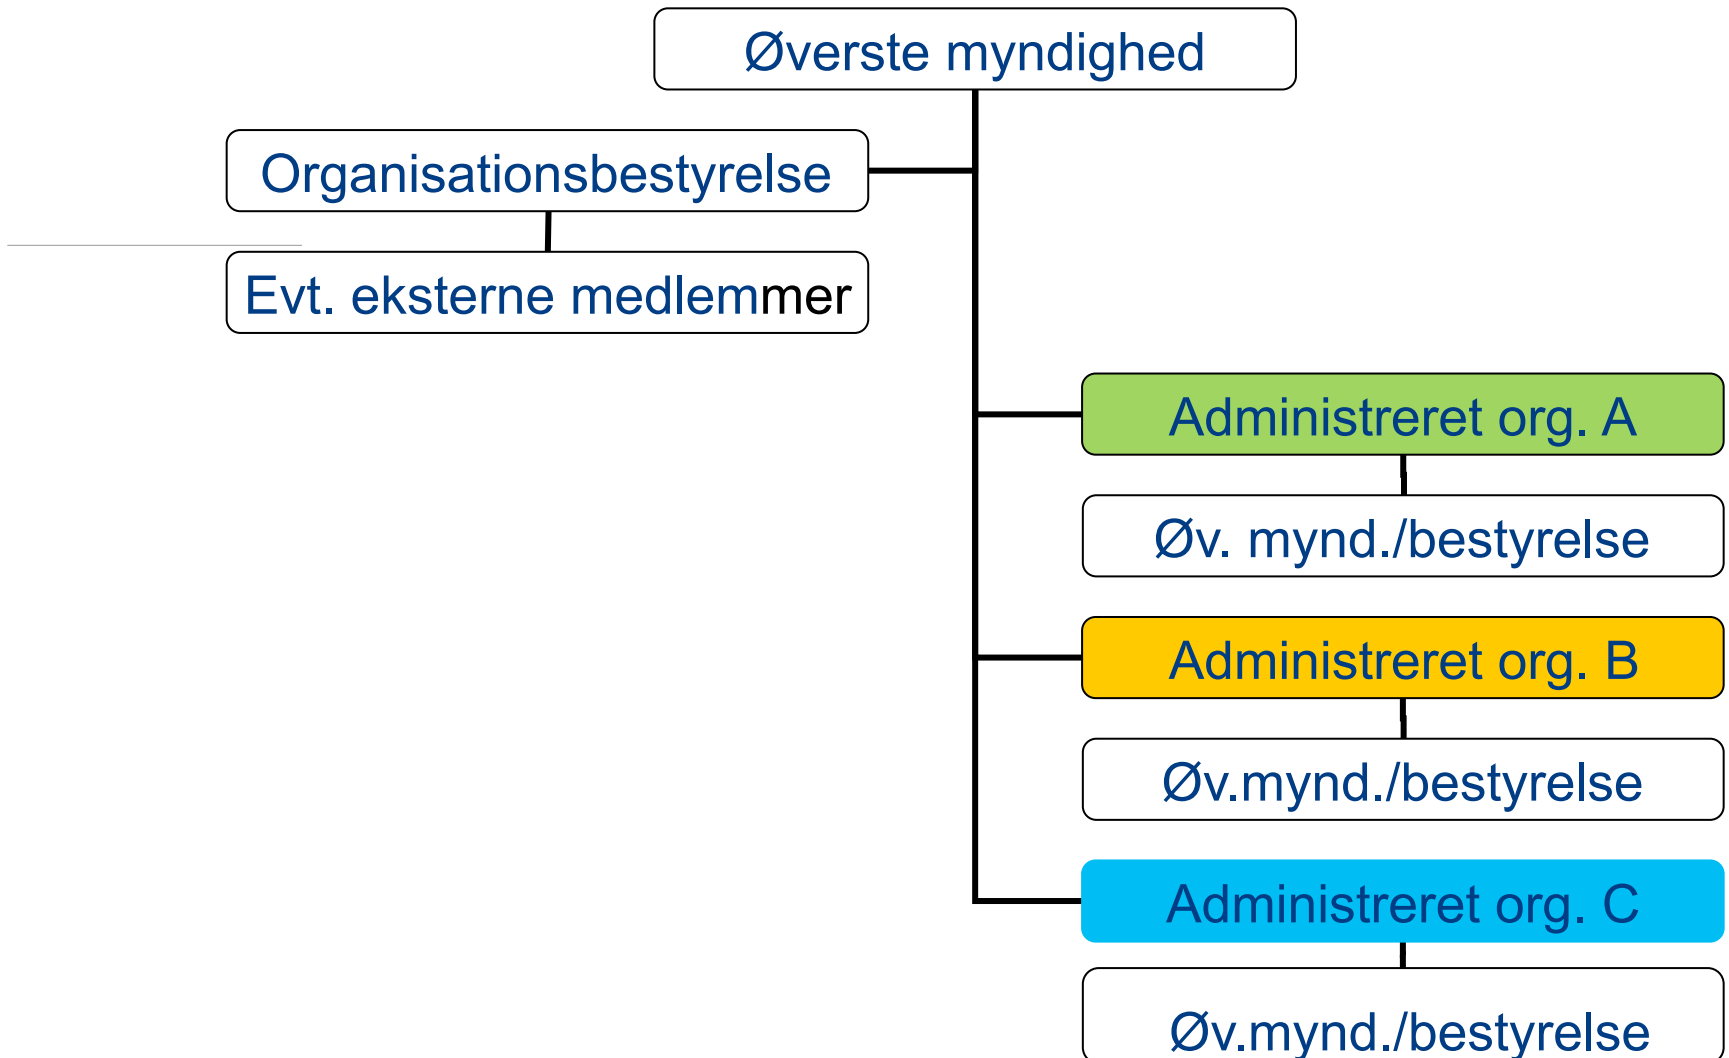 Øverste myndighed
Organisationsbestyrelse
Evt. eksterne medlemmer
Administreret org. A
Øv. mynd./bestyrelse
Administreret org. B
Øv.mynd./bestyrelse
Administreret org. C
Øv.mynd./bestyrelse